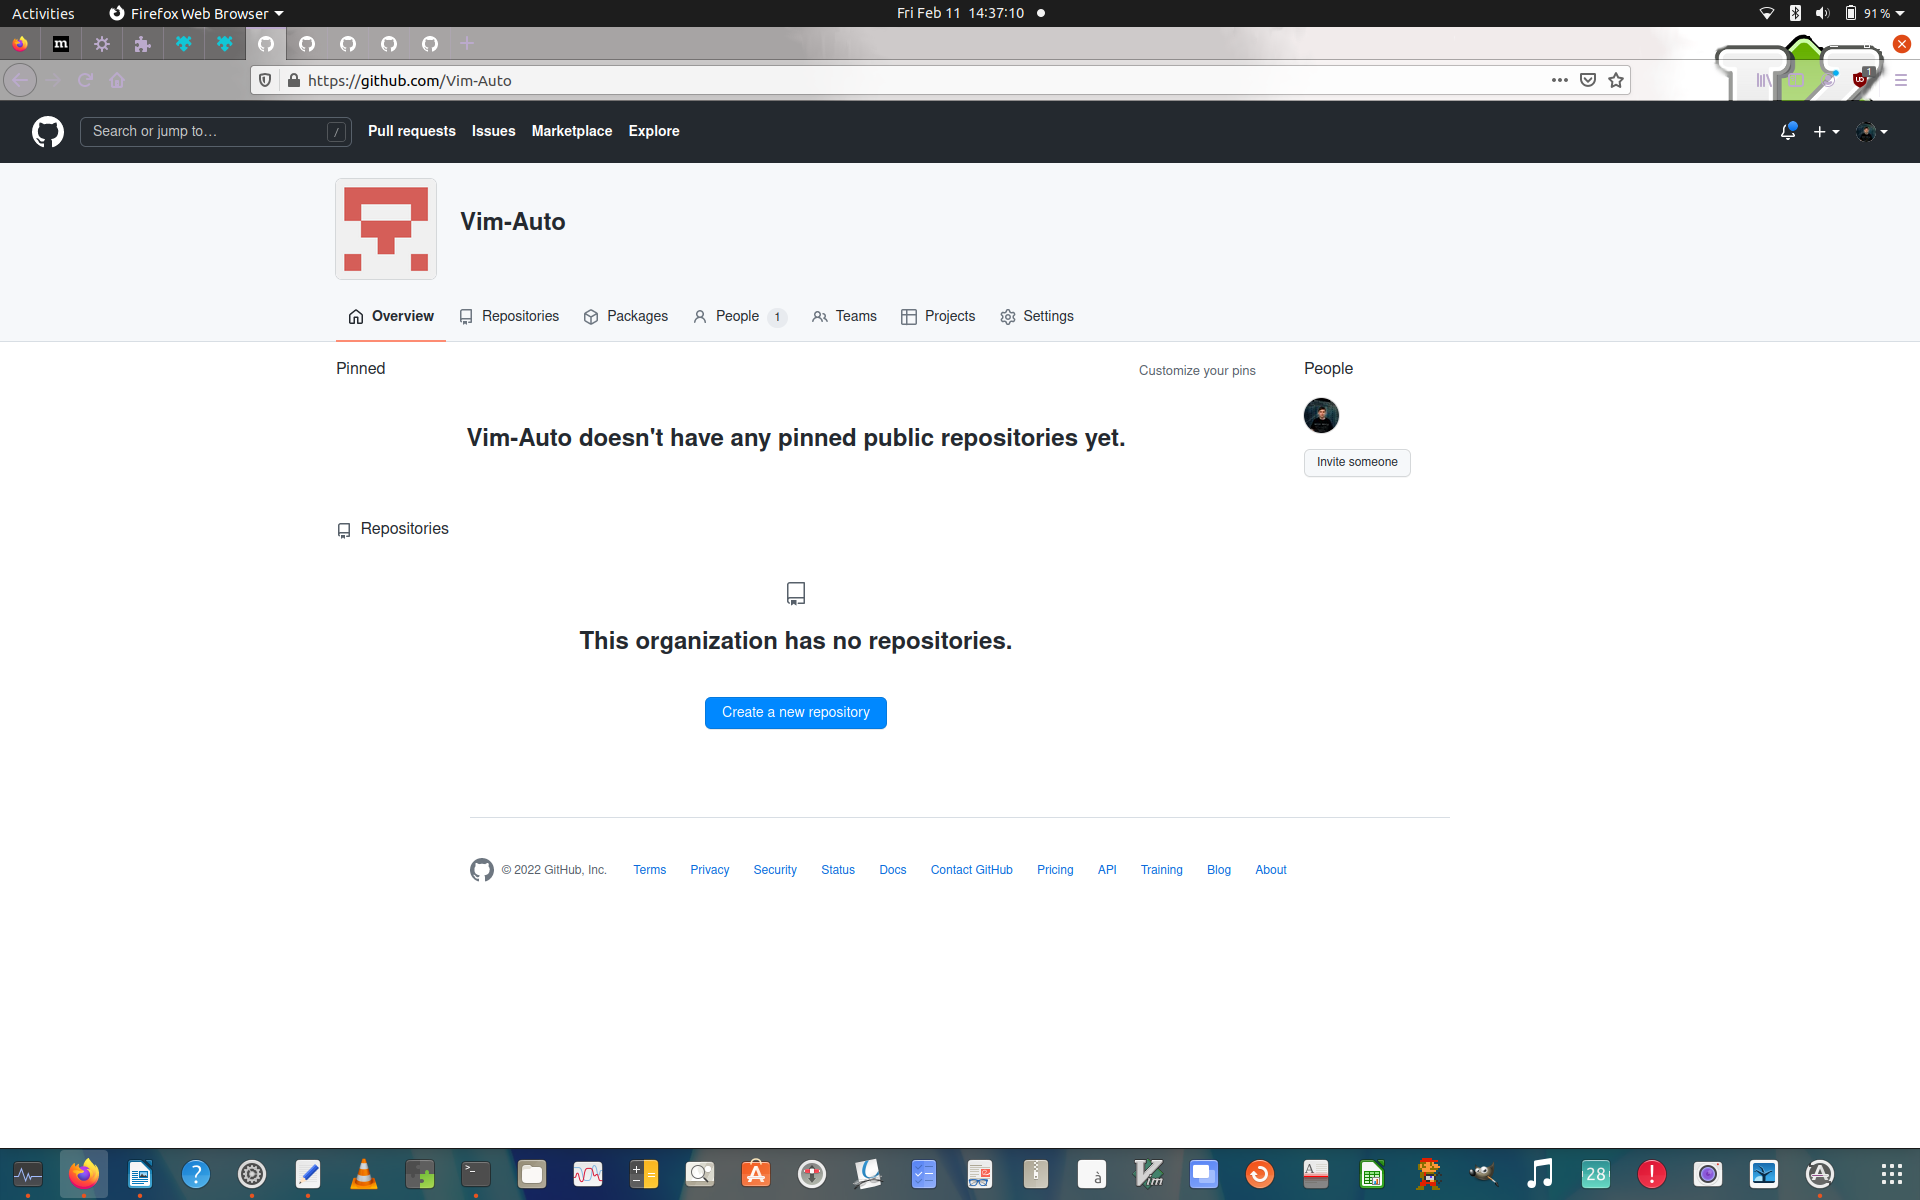 Activities Firefox Web Browser Fri Feb 11 14:37:10 91%
m
https://github.com/Vim-Auto
1
Search or jump to… / Pull requests Issues Marketplace Explore
Vim-Auto
Overview Repositories Packages People 1 Teams Projects Settings
Pinned Customize your pins People
Vim-Auto doesn't have any pinned public repositories yet.
Invite someone
Repositories
This organization has no repositories.
Create a new repository
© 2022 GitHub, Inc. Terms Privacy Security Status Docs Contact GitHub Pricing API Training Blog About
? >_ à Vim A 28 !